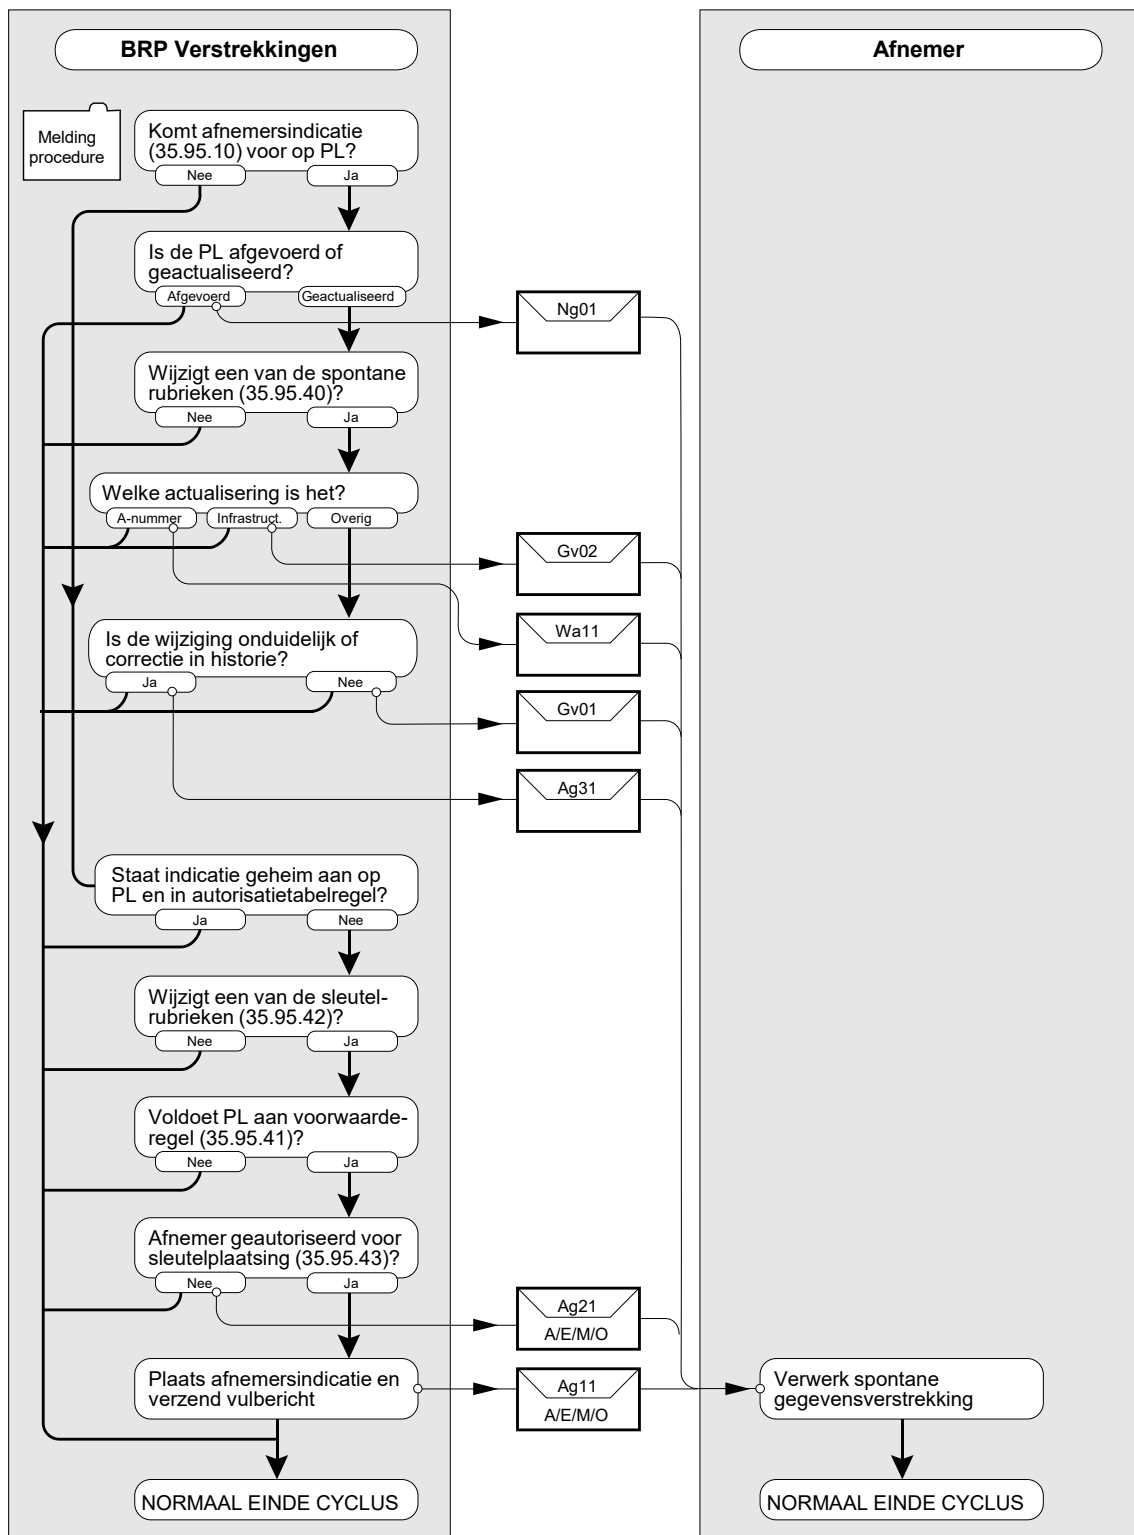 BRP Verstrekkingen
Afnemer
Melding
procedure
Komt afnemersindicatie
(35.95.10) voor op PL?
Nee
Ja
Is de PL afgevoerd of
geactualiseerd?
Afgevoerd
Geactualiseerd
Ng01
Wijzigt een van de spontane
rubrieken (35.95.40)?
Nee
Ja
Welke actualisering is het?
A-nummer
Infrastruct.
Overig
Gv02
Wa11
Is de wijziging onduidelijk of
correctie in historie?
Ja
Nee
Gv01
Ag31
Staat indicatie geheim aan op
PL en in autorisatietabelregel?
Ja
Nee
Wijzigt een van de sleutel-
rubrieken (35.95.42)?
Nee
Ja
Voldoet PL aan voorwaarde-
regel (35.95.41)?
Nee
Ja
Afnemer geautoriseerd voor
sleutelplaatsing (35.95.43)?
Nee
Ja
Ag21
A/E/M/O
Plaats afnemersindicatie en
verzend vulbericht
Ag11
A/E/M/O
Verwerk spontane
gegevensverstrekking
NORMAAL EINDE CYCLUS
NORMAAL EINDE CYCLUS